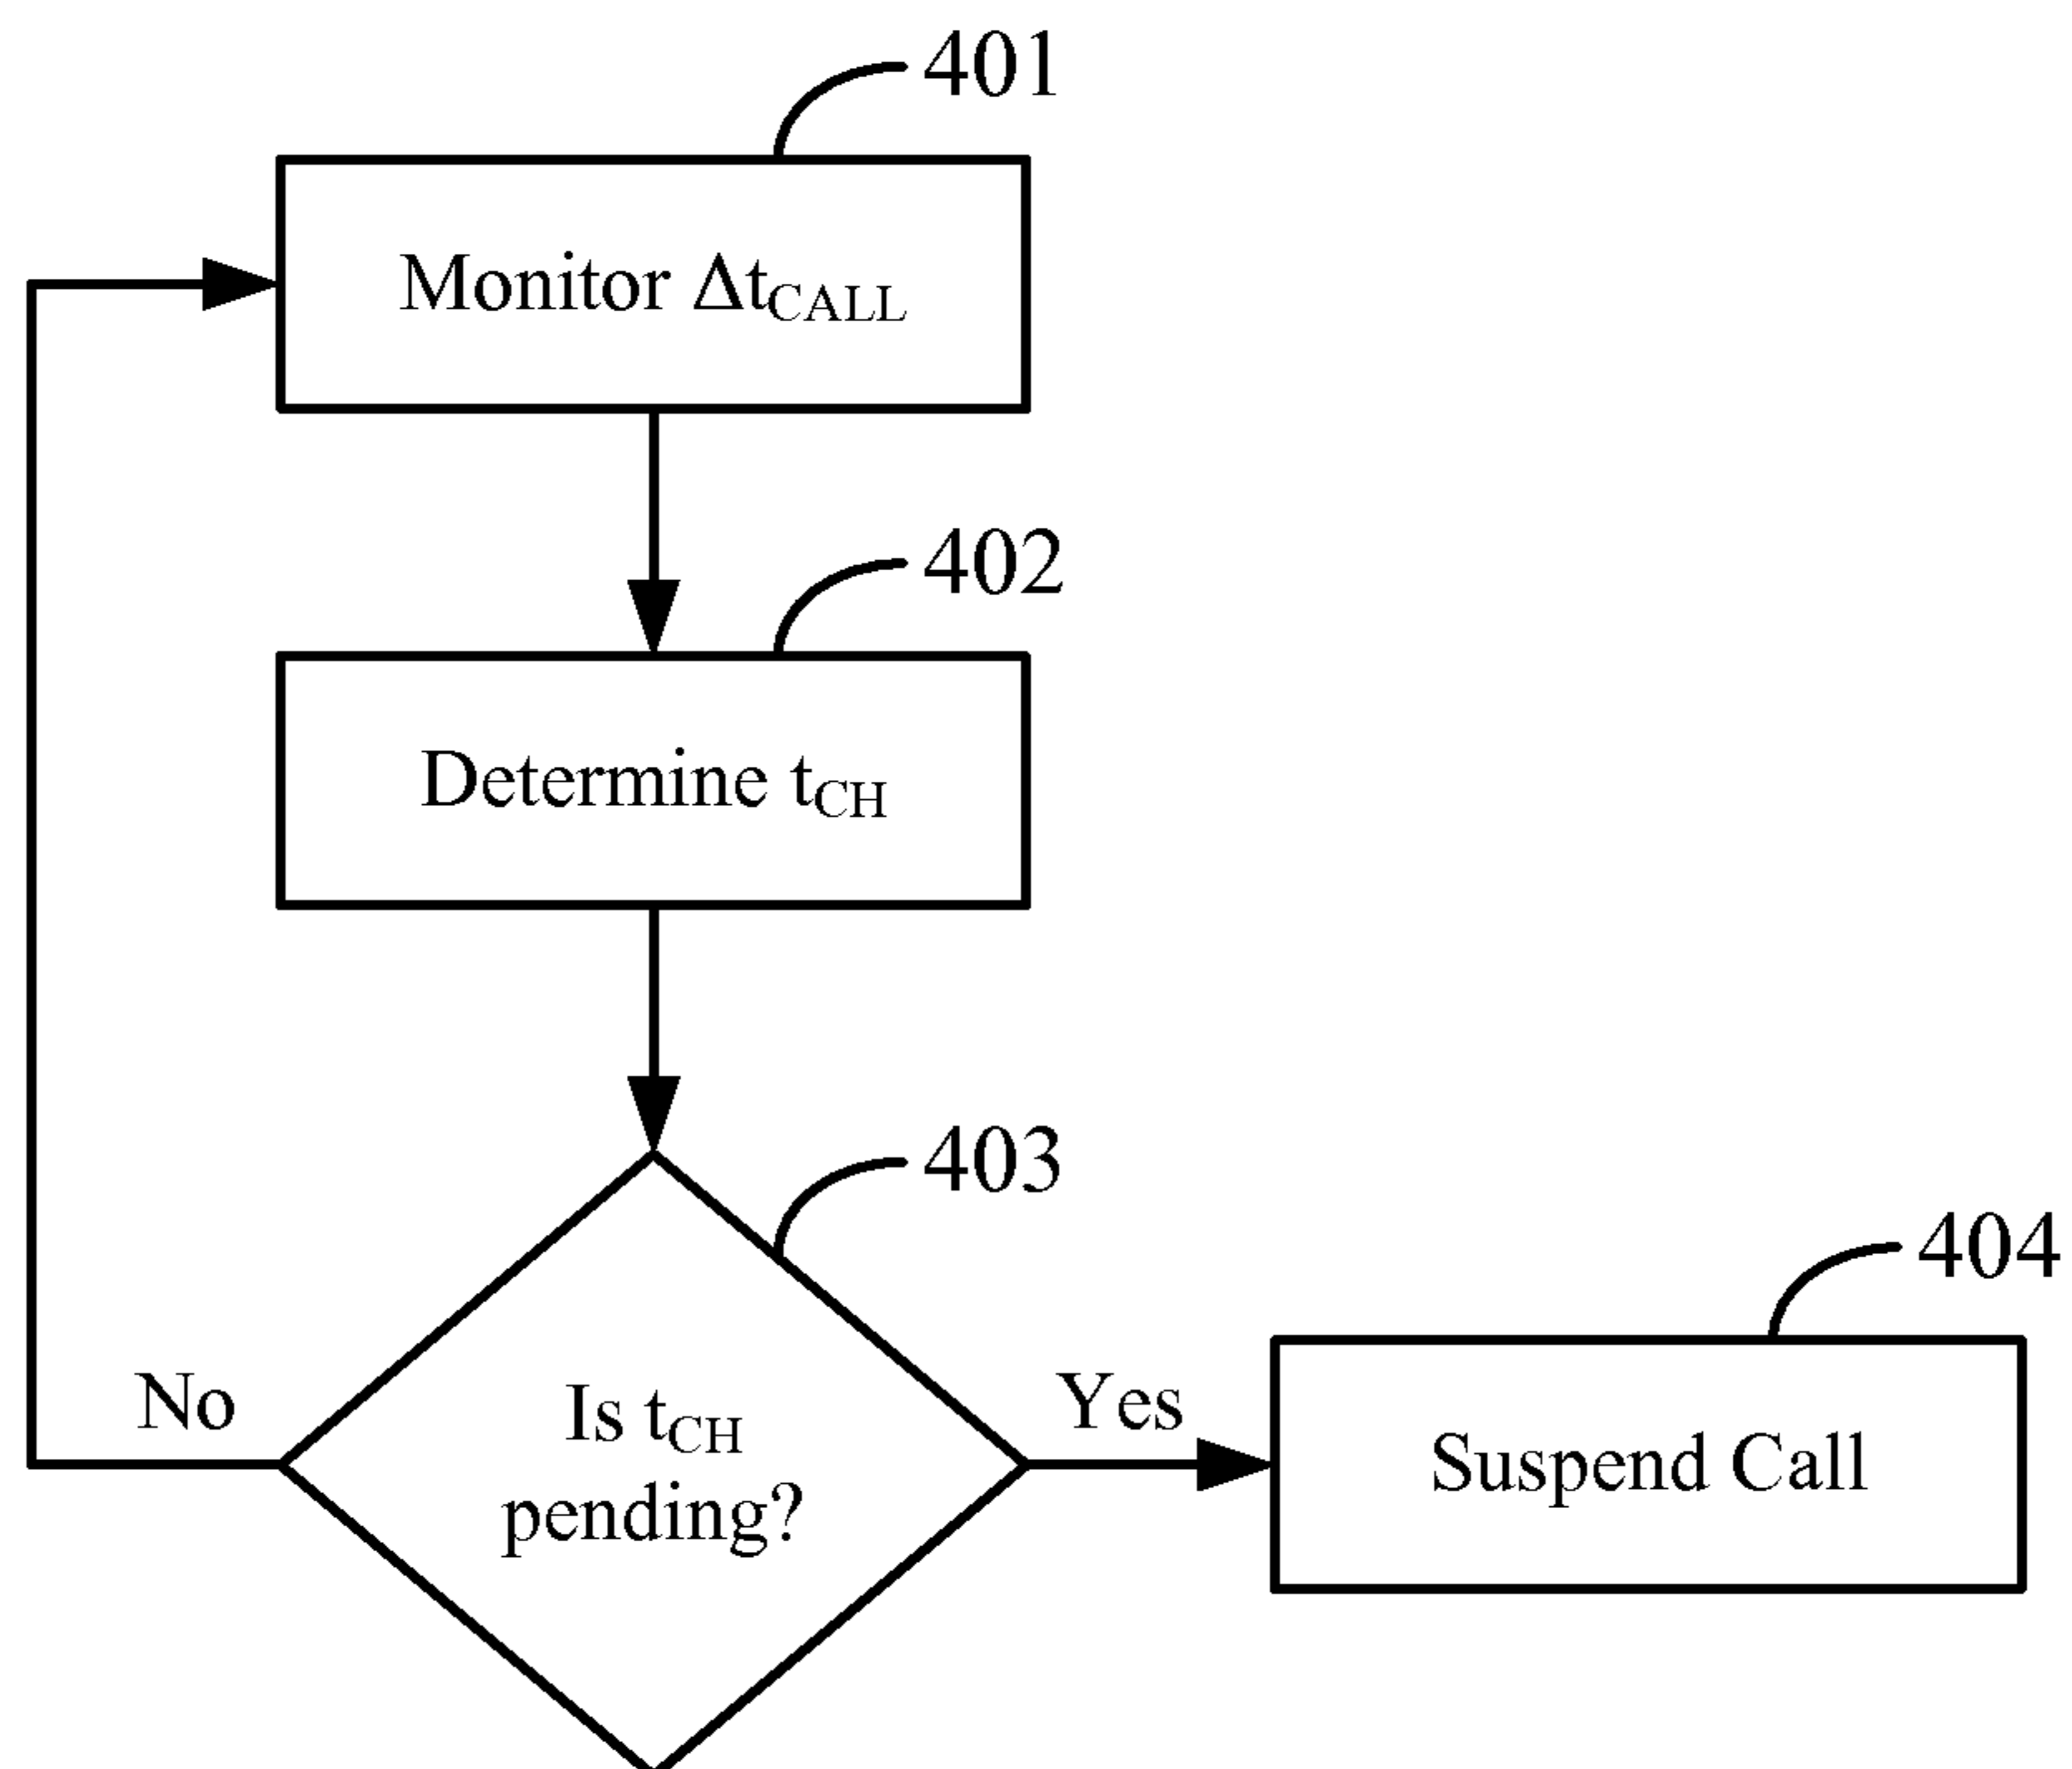 401
Monitor Δt_CALL
402
Determine t_CH
403
404
No
Is t_CH
pending?
Yes
Suspend Call